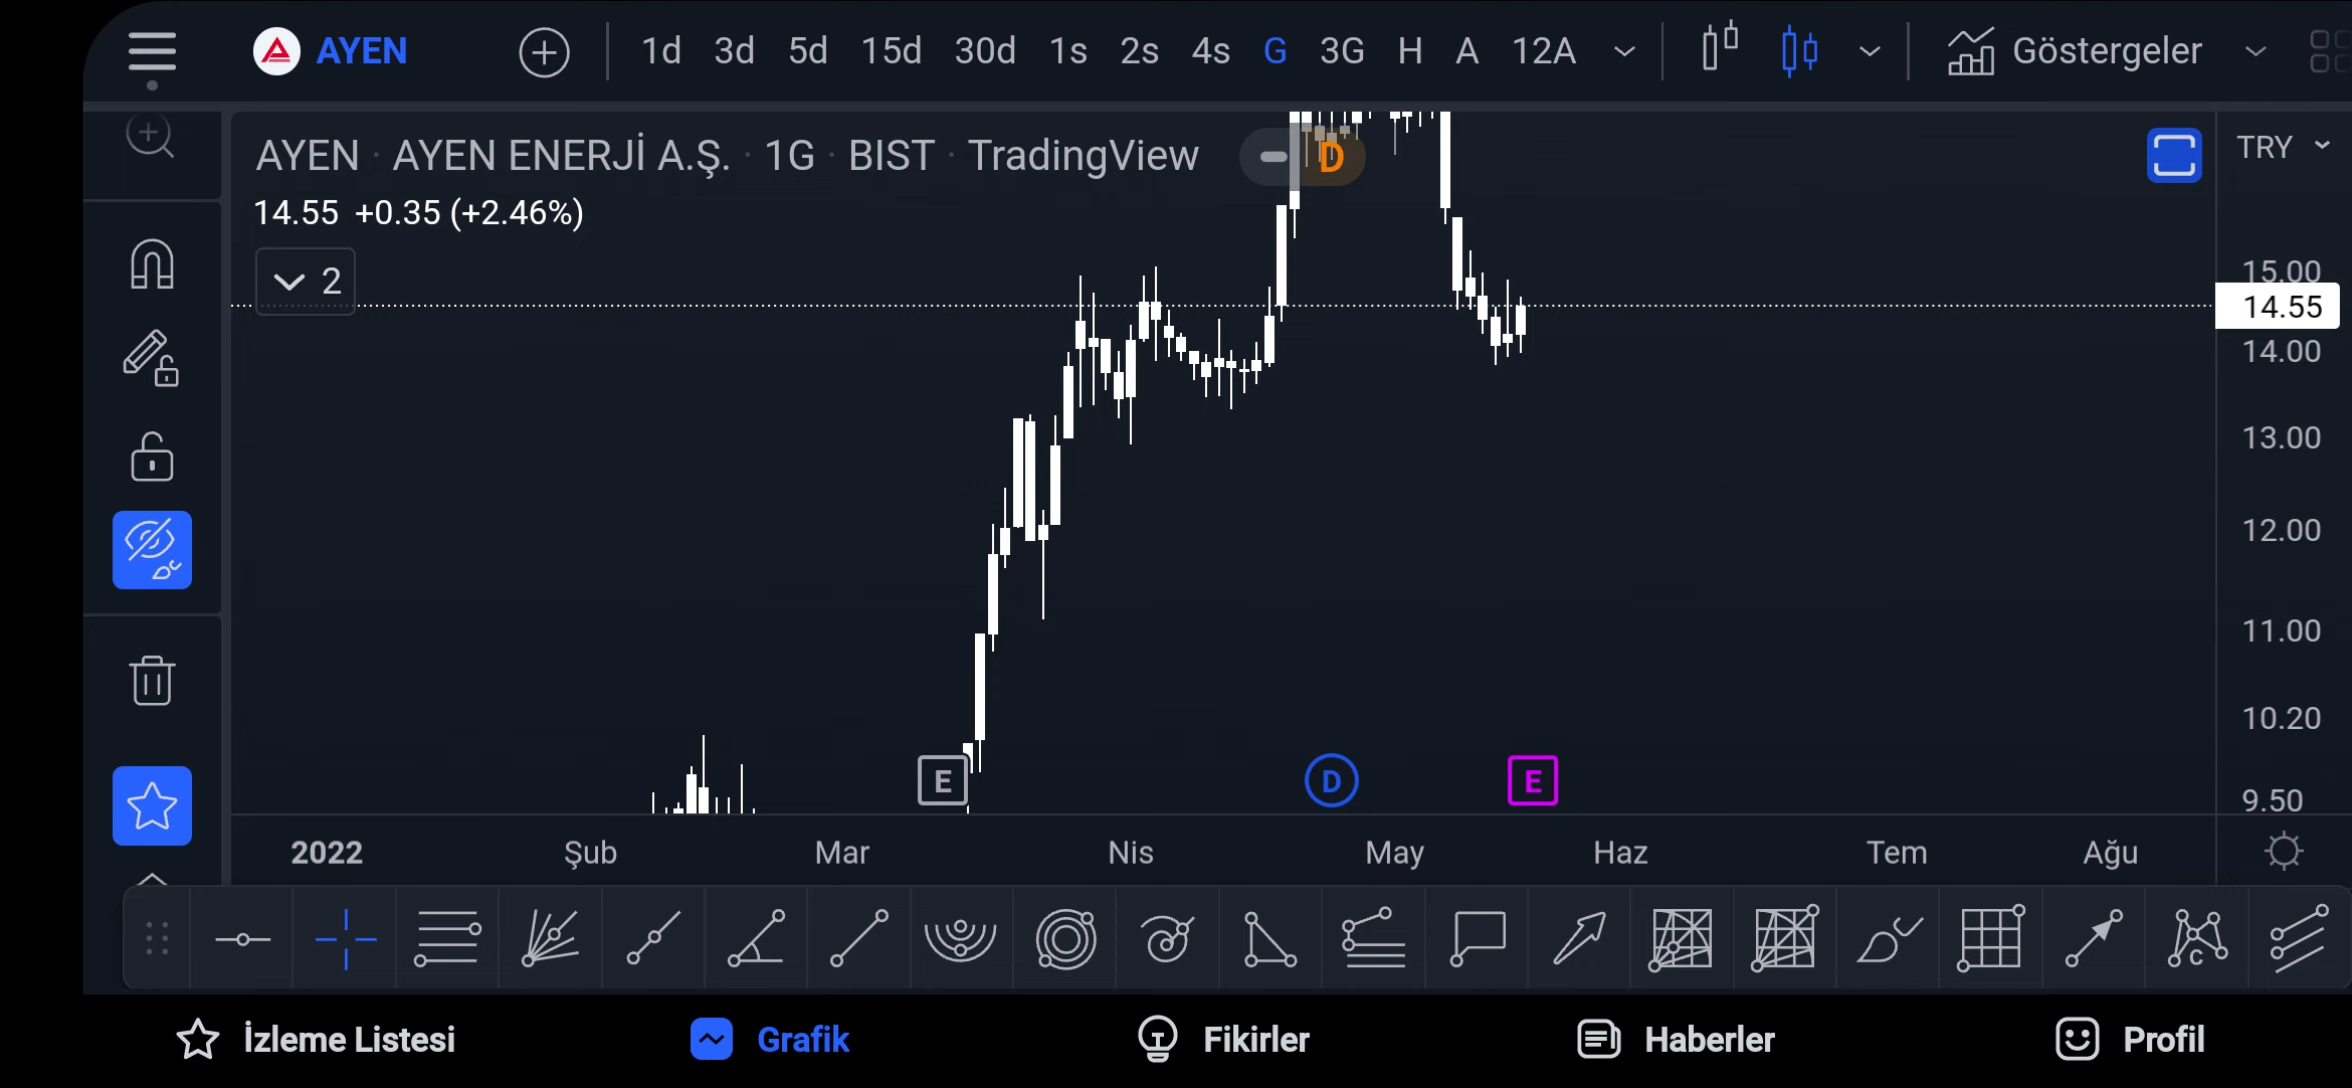 AYEN 1d 3d 5d 15d 30d 1s 2s 4s G 3G H A 12A Göstergeler
AYEN · AYEN ENERJİ A.Ş. · 1G · BIST · TradingView D TRY
14.55 +0.35 (+2.46%)
2
15.00
14.55
14.00
13.00
12.00
11.00
10.20
9.50
E D E
2022 Şub Mar Nis May Haz Tem Ağu
C
İzleme Listesi Grafik Fikirler Haberler Profil